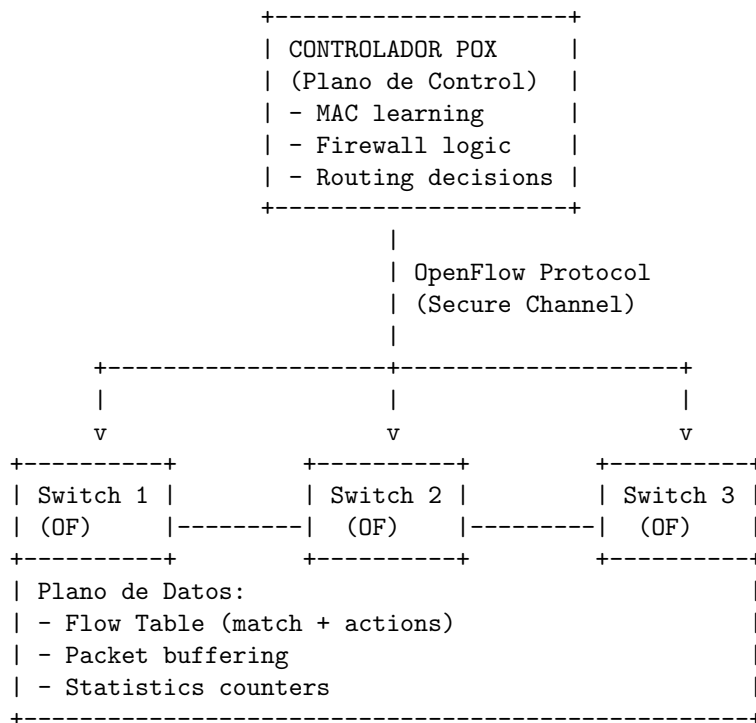 CONTROLADOR POX
(Plano de Control)
- MAC learning
- Firewall logic
- Routing decisions
OpenFlow Protocol
(Secure Channel)
Switch 1
(OF)
Switch 2
(OF)
Switch 3
(OF)
Plano de Datos:
- Flow Table (match + actions)
- Packet buffering
- Statistics counters